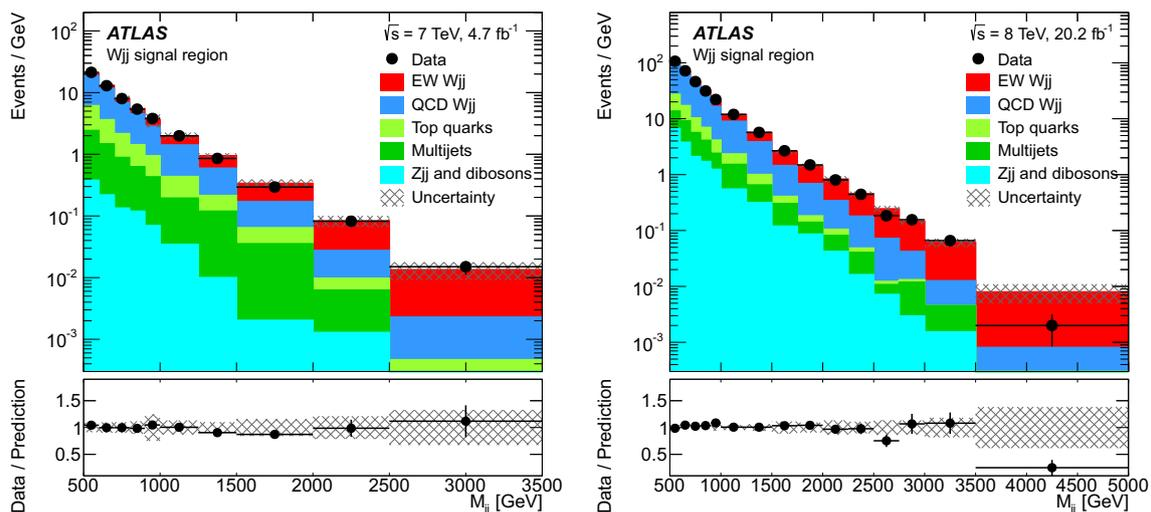 ATLAS
Wjj signal region
√s = 7 TeV, 4.7 fb⁻¹
Data
EW Wjj
QCD Wjj
Top quarks
Multijets
Zjj and dibosons
Uncertainty
Events / GeV
10²
10
1
10⁻¹
10⁻²
10⁻³
Data / Prediction
1.5
1
0.5
500 1000 1500 2000 2500 3000 3500
Mjj [GeV]
ATLAS
Wjj signal region
√s = 8 TeV, 20.2 fb⁻¹
Data
EW Wjj
QCD Wjj
Top quarks
Multijets
Zjj and dibosons
Uncertainty
Events / GeV
10²
10
1
10⁻¹
10⁻²
10⁻³
Data / Prediction
1.5
1
0.5
500 1000 1500 2000 2500 3000 3500 4000 4500 5000
Mjj [GeV]